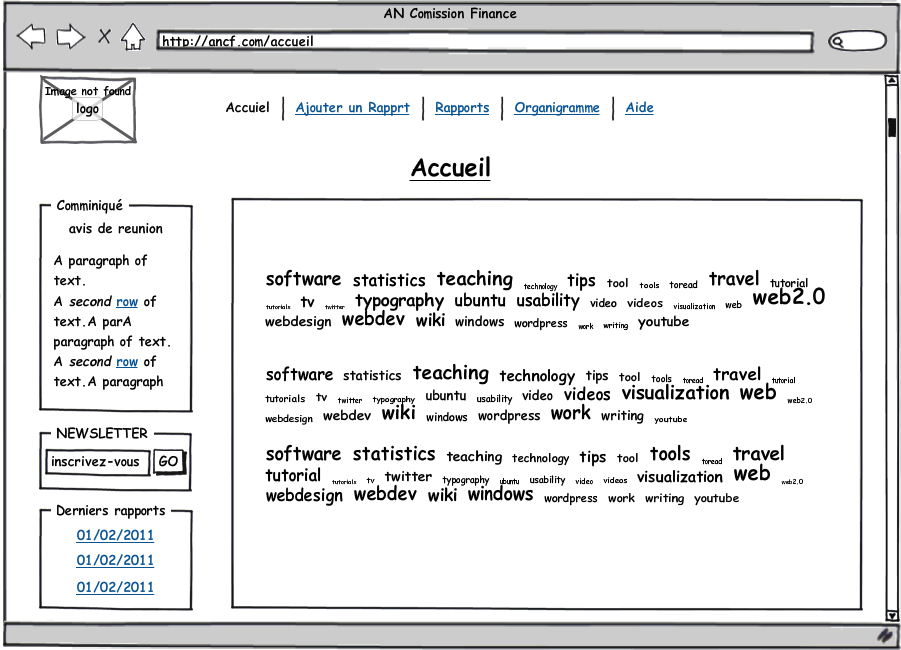 AN Comission Finance
http://ancf.com/accueil
Image not found
logo
Accuiel | Ajouter un Rapprt | Rapports | Organigramme | Aide
Accueil
Comminiqué
avis de reunion
A paragraph of
text.
A second row of
text.A parA
paragraph of text.
A second row of
text.A paragraph
NEWSLETTER
inscrivez-vous GO
Derniers rapports
01/02/2011
01/02/2011
01/02/2011
software statistics teaching technology tips tool tools toread travel tutorial
tutorials tv twitter typography ubuntu usability video videos visualization web web2.0
webdesign webdev wiki windows wordpress work writing youtube
software statistics teaching technology tips tool tools toread travel tutorial
tutorials tv twitter typography ubuntu usability video videos visualization web web2.0
webdesign webdev wiki windows wordpress work writing youtube
software statistics teaching technology tips tool tools toread travel
tutorial tutorials tv twitter typography ubuntu usability video videos visualization web web2.0
webdesign webdev wiki windows wordpress work writing youtube